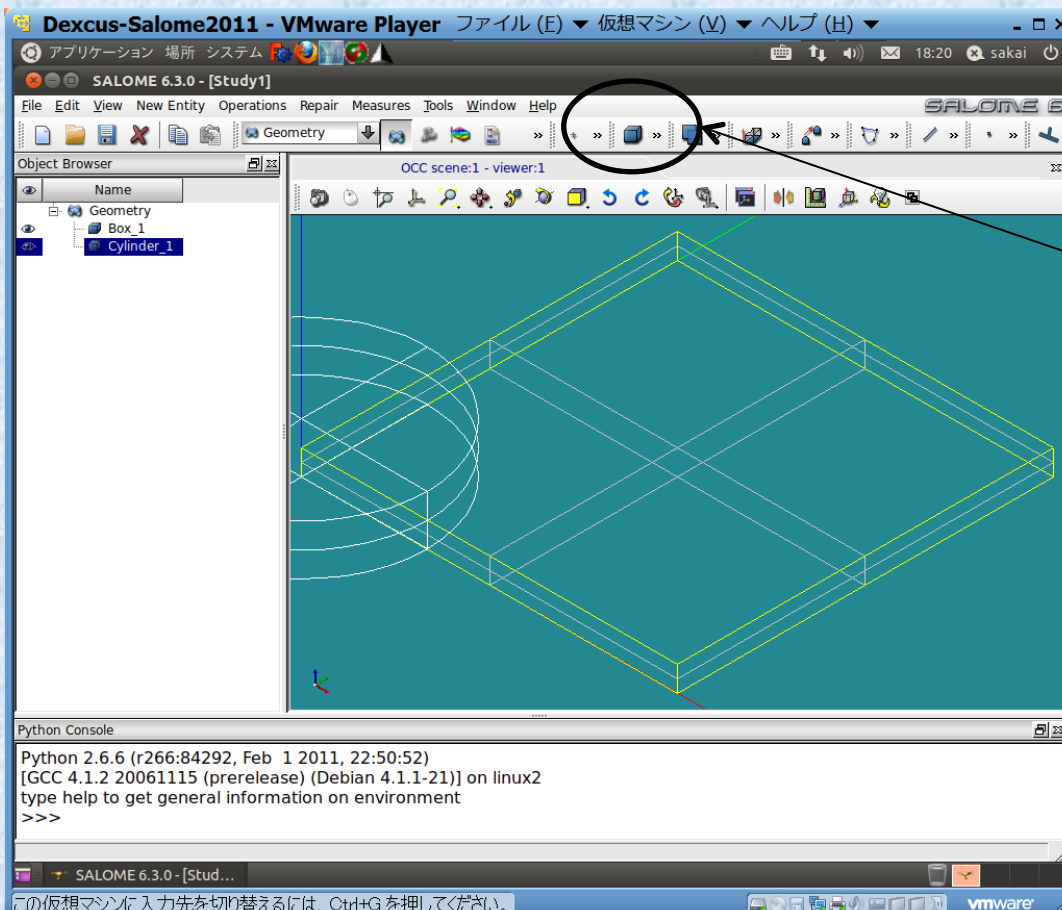 Dexcus-Salome2011 - VMware Player ファイル (F) ▼ 仮想マシン (V) ▼ ヘルプ (H) ▼
アプリケーション 場所 システム 18:20 sakai
SALOME 6.3.0 - [Study1]
File Edit View New Entity Operations Repair Measures Tools Window Help SALOME 6
Geometry » » » » » » » » »
Object Browser
OCC scene:1 - viewer:1
Name
Geometry
Box_1
Cylinder_1
Python Console
Python 2.6.6 (r266:84292, Feb 1 2011, 22:50:52)
[GCC 4.1.2 20061115 (prerelease) (Debian 4.1.1-21)] on linux2
type help to get general information on environment
>>>
SALOME 6.3.0 - [Stud...
この仮想マシンに入力先を切り替えるには、Ctrl+G を押してください。 vmware